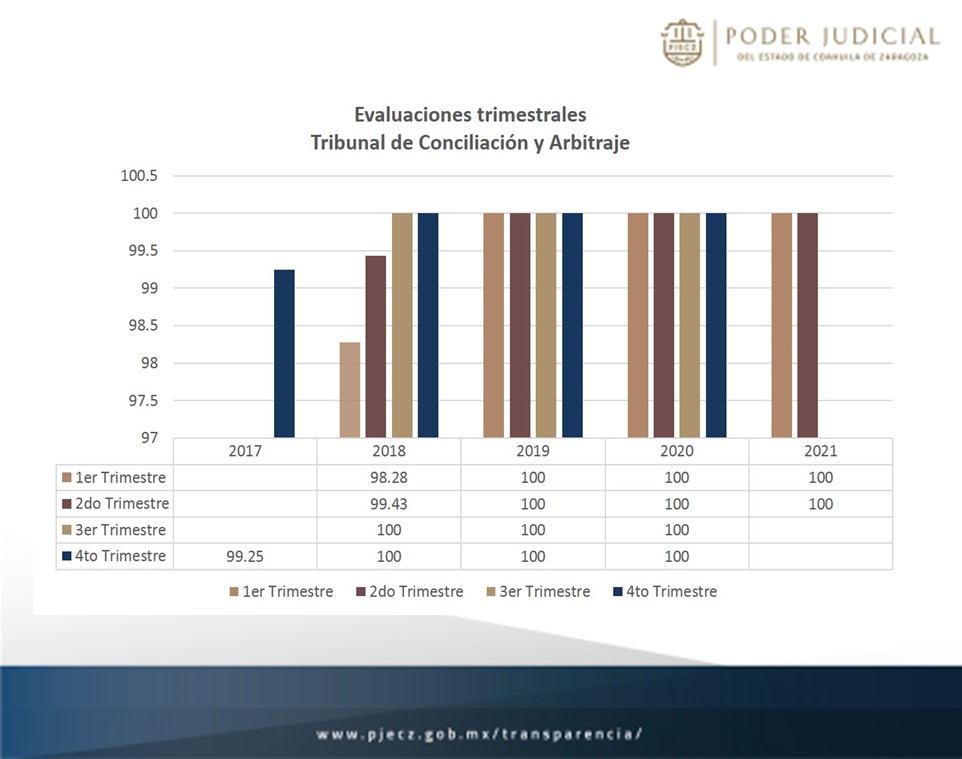 PJECZ
PODER JUDICIAL
DEL ESTADO DE COAHUILA DE ZARAGOZA
Evaluaciones trimestrales
Tribunal de Conciliación y Arbitraje
100.5
100
99.5
99
98.5
98
97.5
97
2017 2018 2019 2020 2021
1er Trimestre 98.28 100 100 100
2do Trimestre 99.43 100 100 100
3er Trimestre 100 100 100
4to Trimestre 99.25 100 100 100
1er Trimestre 2do Trimestre 3er Trimestre 4to Trimestre
www.pjecz.gob.mx/transparencia/